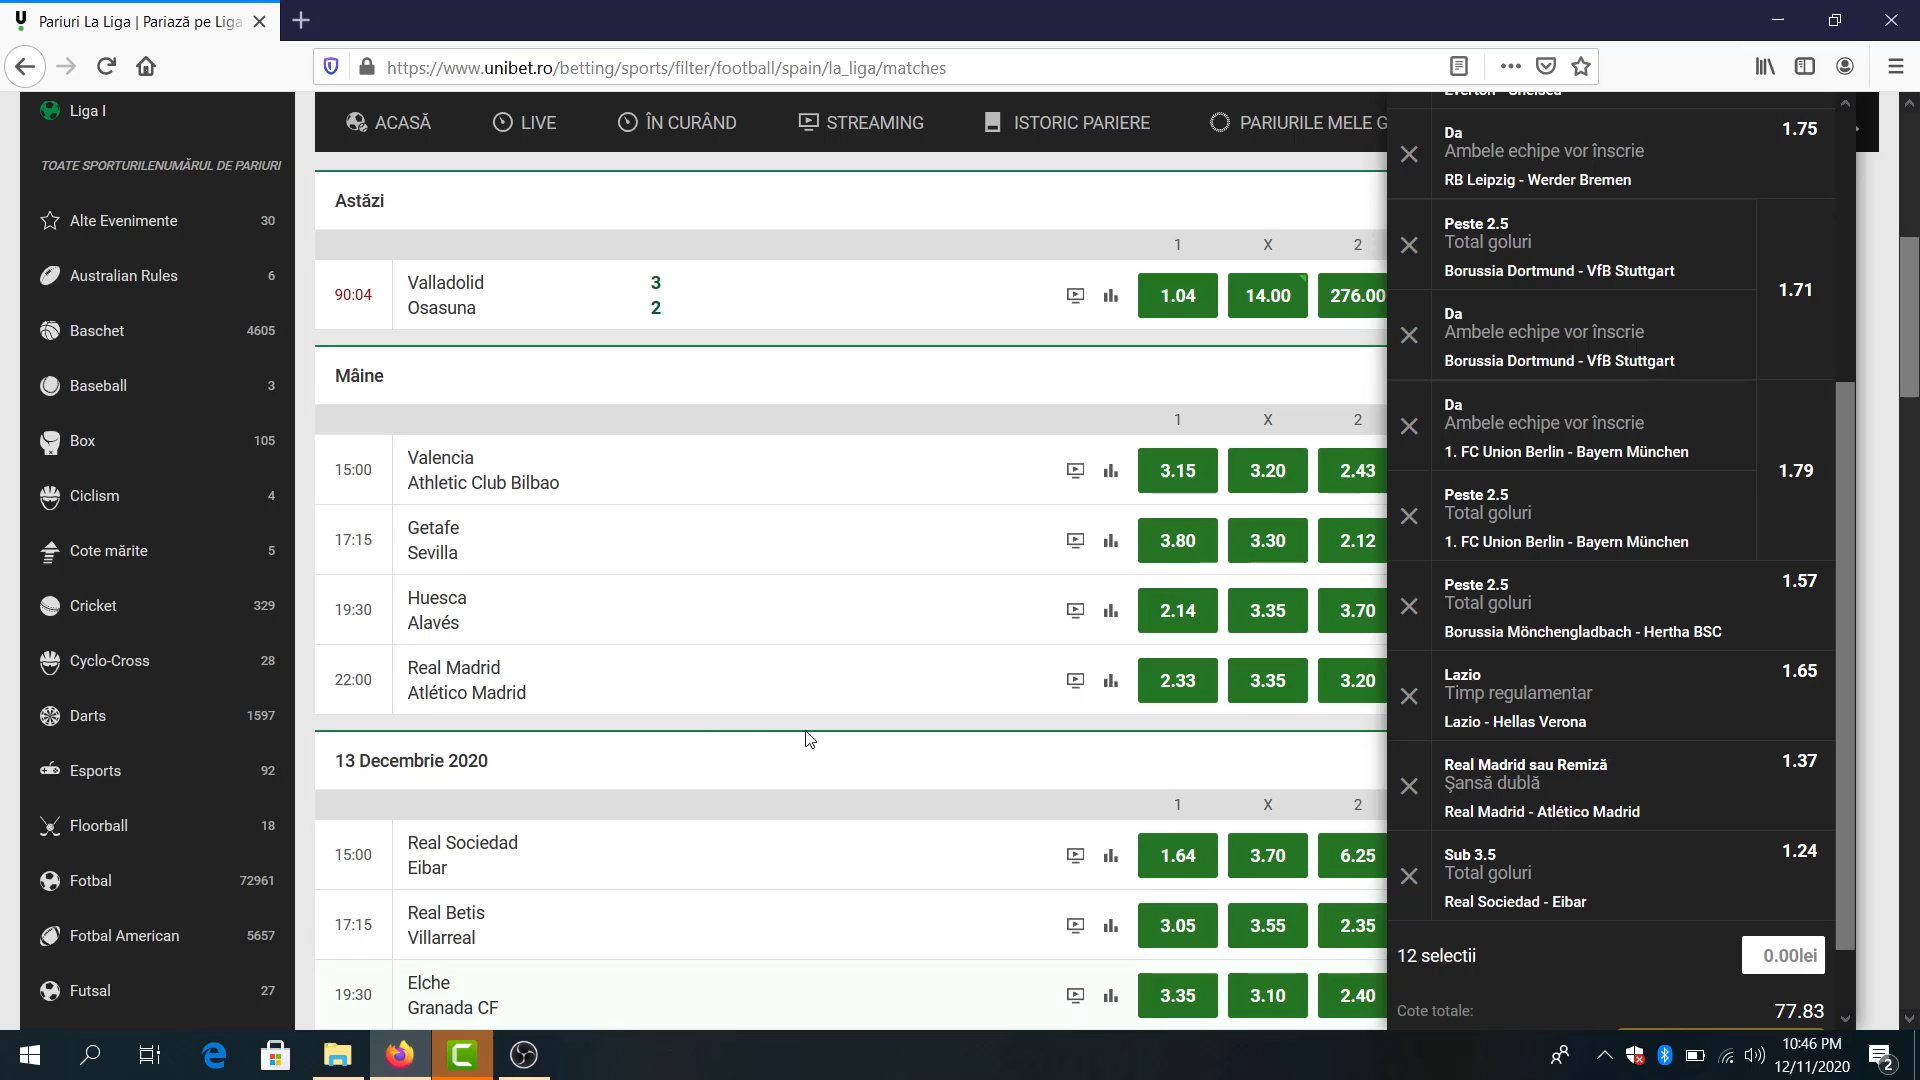 Pariuri La Liga | Pariază pe Liga
https://www.unibet.ro/betting/sports/filter/football/spain/la_liga/matches
Liga I
TOATE SPORTURILENUMĂRUL DE PARIURI
Alte Evenimente 30
Australian Rules 6
Baschet 4605
Baseball 3
Box 105
Ciclism 4
Cote mărite 5
Cricket 329
Cyclo-Cross 28
Darts 1597
Esports 92
Floorball 18
Fotbal 72961
Fotbal American 5657
Futsal 27
ACASĂ LIVE ÎN CURÂND STREAMING ISTORIC PARIERE PARIURILE MELE G
Astăzi
1 X 2
90:04 Valladolid 3 1.04 14.00 276.00
Osasuna 2
Mâine
1 X 2
15:00 Valencia 3.15 3.20 2.43
Athletic Club Bilbao
17:15 Getafe 3.80 3.30 2.12
Sevilla
19:30 Huesca 2.14 3.35 3.70
Alavés
22:00 Real Madrid 2.33 3.35 3.20
Atlético Madrid
13 Decembrie 2020
1 X 2
15:00 Real Sociedad 1.64 3.70 6.25
Eibar
17:15 Real Betis 3.05 3.55 2.35
Villarreal
19:30 Elche 3.35 3.10 2.40
Granada CF
Everton - Chelsea
Da 1.75
Ambele echipe vor înscrie
RB Leipzig - Werder Bremen
Peste 2.5
Total goluri
Borussia Dortmund - VfB Stuttgart
1.71
Da
Ambele echipe vor înscrie
Borussia Dortmund - VfB Stuttgart
Da
Ambele echipe vor înscrie
1. FC Union Berlin - Bayern München
1.79
Peste 2.5
Total goluri
1. FC Union Berlin - Bayern München
Peste 2.5 1.57
Total goluri
Borussia Mönchengladbach - Hertha BSC
Lazio 1.65
Timp regulamentar
Lazio - Hellas Verona
Real Madrid sau Remiză 1.37
Șansă dublă
Real Madrid - Atlético Madrid
Sub 3.5 1.24
Total goluri
Real Sociedad - Eibar
12 selectii 0.00lei
Cote totale: 77.83
10:46 PM
12/11/2020
2